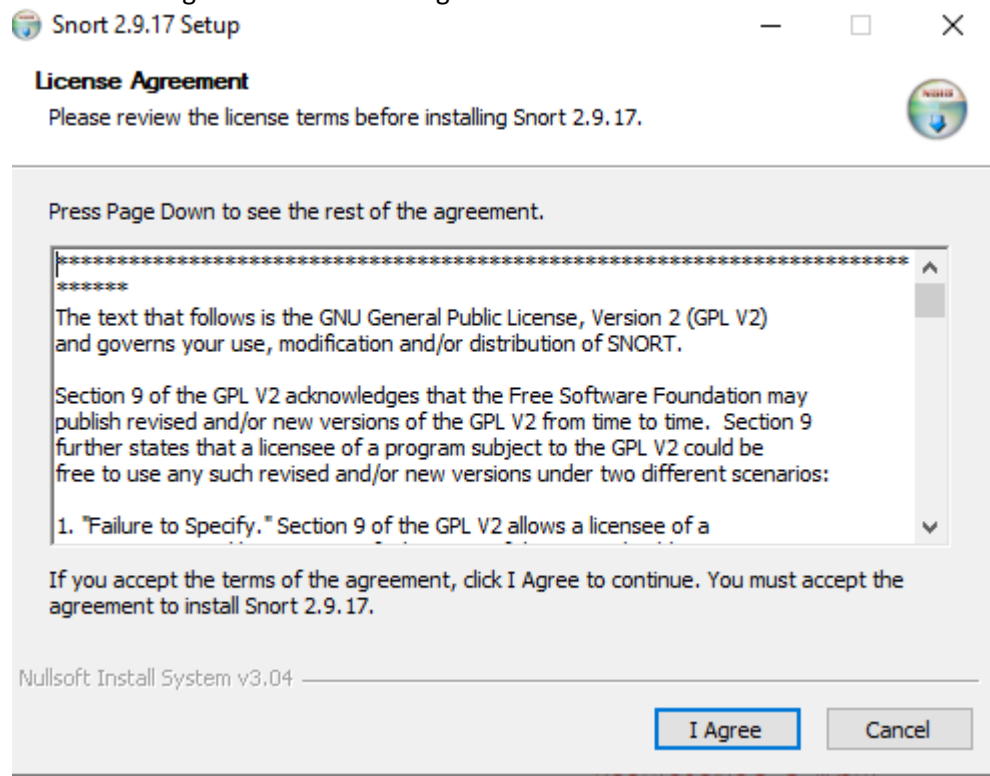 Snort 2.9.17 Setup
License Agreement
Please review the license terms before installing Snort 2.9.17.
Press Page Down to see the rest of the agreement.
***********************************************************************
******
The text that follows is the GNU General Public License, Version 2 (GPL V2)
and governs your use, modification and/or distribution of SNORT.
Section 9 of the GPL V2 acknowledges that the Free Software Foundation may
publish revised and/or new versions of the GPL V2 from time to time.  Section 9
further states that a licensee of a program subject to the GPL V2 could be
free to use any such revised and/or new versions under two different scenarios:
1. "Failure to Specify." Section 9 of the GPL V2 allows a licensee of a
If you accept the terms of the agreement, click I Agree to continue. You must accept the
agreement to install Snort 2.9.17.
Nullsoft Install System v3.04
I Agree
Cancel